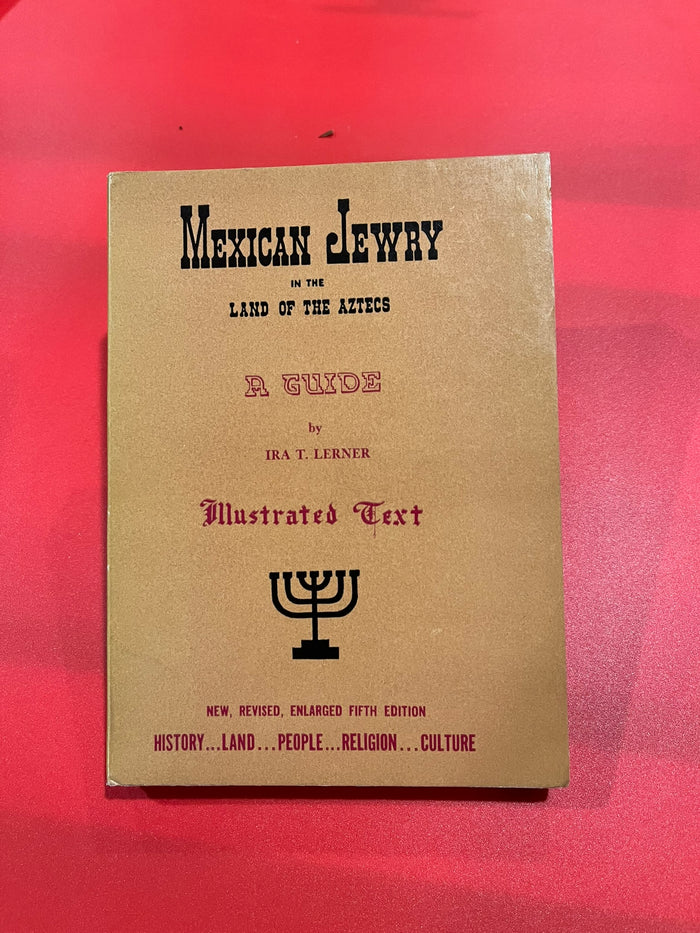 MEXICAN JEWRY
IN THE
LAND OF THE AZTECS
A GUIDE
by
IRA T. LERNER
Illustrated Text
NEW, REVISED, ENLARGED FIFTH EDITION
HISTORY...LAND...PEOPLE...RELIGION...CULTURE